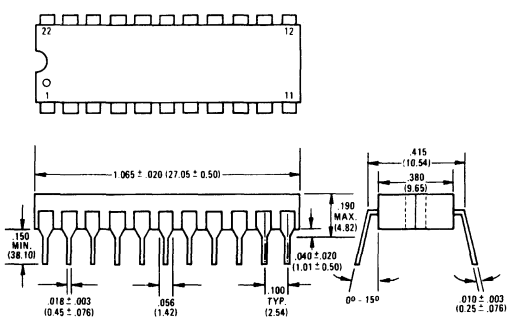 22 12
1 11
1.065 ± .020 (27.05 ± 0.50)
.415
(10.54)
.380
(9.65)
.190
MAX.
(4.82)
.150
MIN.
(38.10)
.040 ± .020
(1.01 ± 0.50)
.018 ± .003
(0.45 ± .076)
.056
(1.42)
.100
TYP.
(2.54)
0° - 15°
.010 ± .003
(0.25 ± .076)